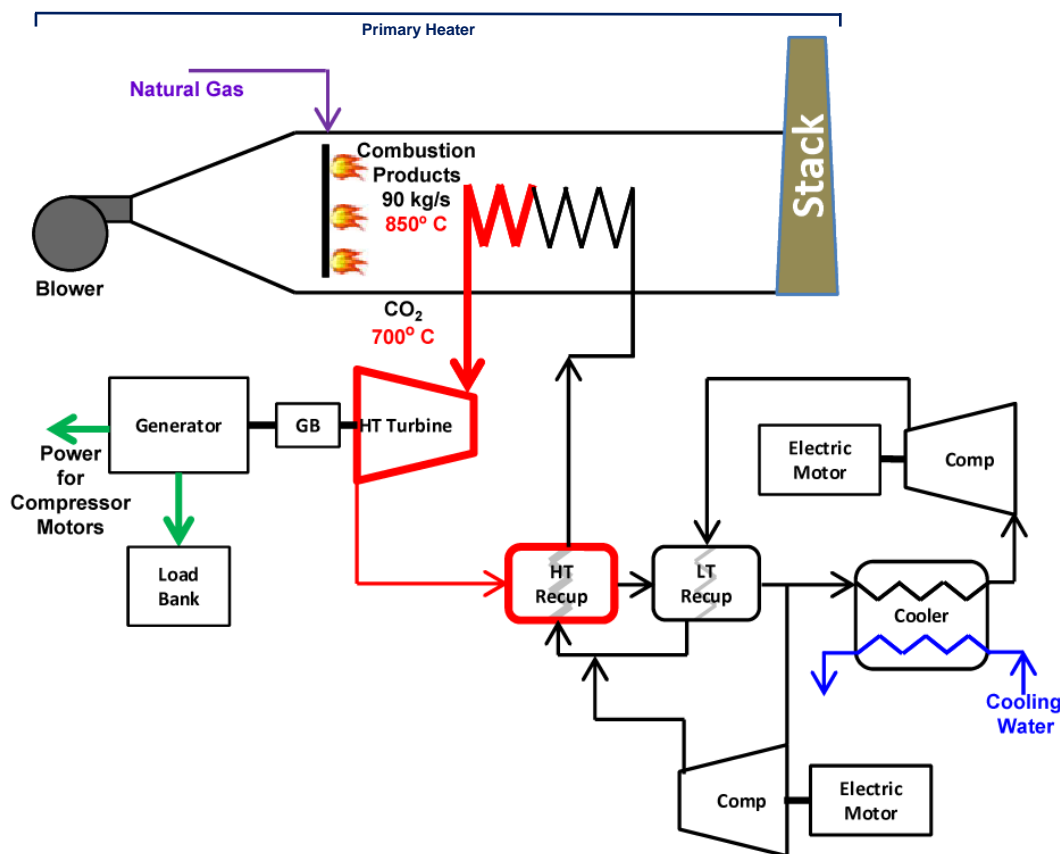 Primary Heater
Natural Gas
Combustion
Products
90 kg/s
850° C
Stack
Blower
CO₂
700° C
Generator
GB
HT Turbine
Power
for
Compressor
Motors
Load
Bank
HT
Recup
LT
Recup
Electric
Motor
Comp
Cooler
Cooling
Water
Comp
Electric
Motor